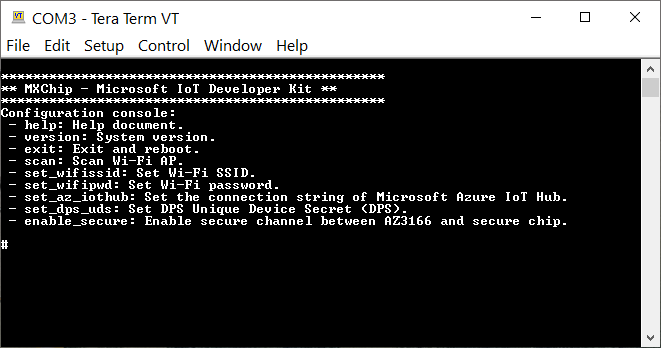 VT COM3 - Tera Term VT
File Edit Setup Control Window Help
************************************************
** MXChip - Microsoft IoT Developer Kit **
************************************************
Configuration console:
- help: Help document.
- version: System version.
- exit: Exit and reboot.
- scan: Scan Wi-Fi AP.
- set_wifissid: Set Wi-Fi SSID.
- set_wifipwd: Set Wi-Fi password.
- set_az_iothub: Set the connection string of Microsoft Azure IoT Hub.
- set_dps_uds: Set DPS Unique Device Secret (DPS).
- enable_secure: Enable secure channel between AZ3166 and secure chip.
#